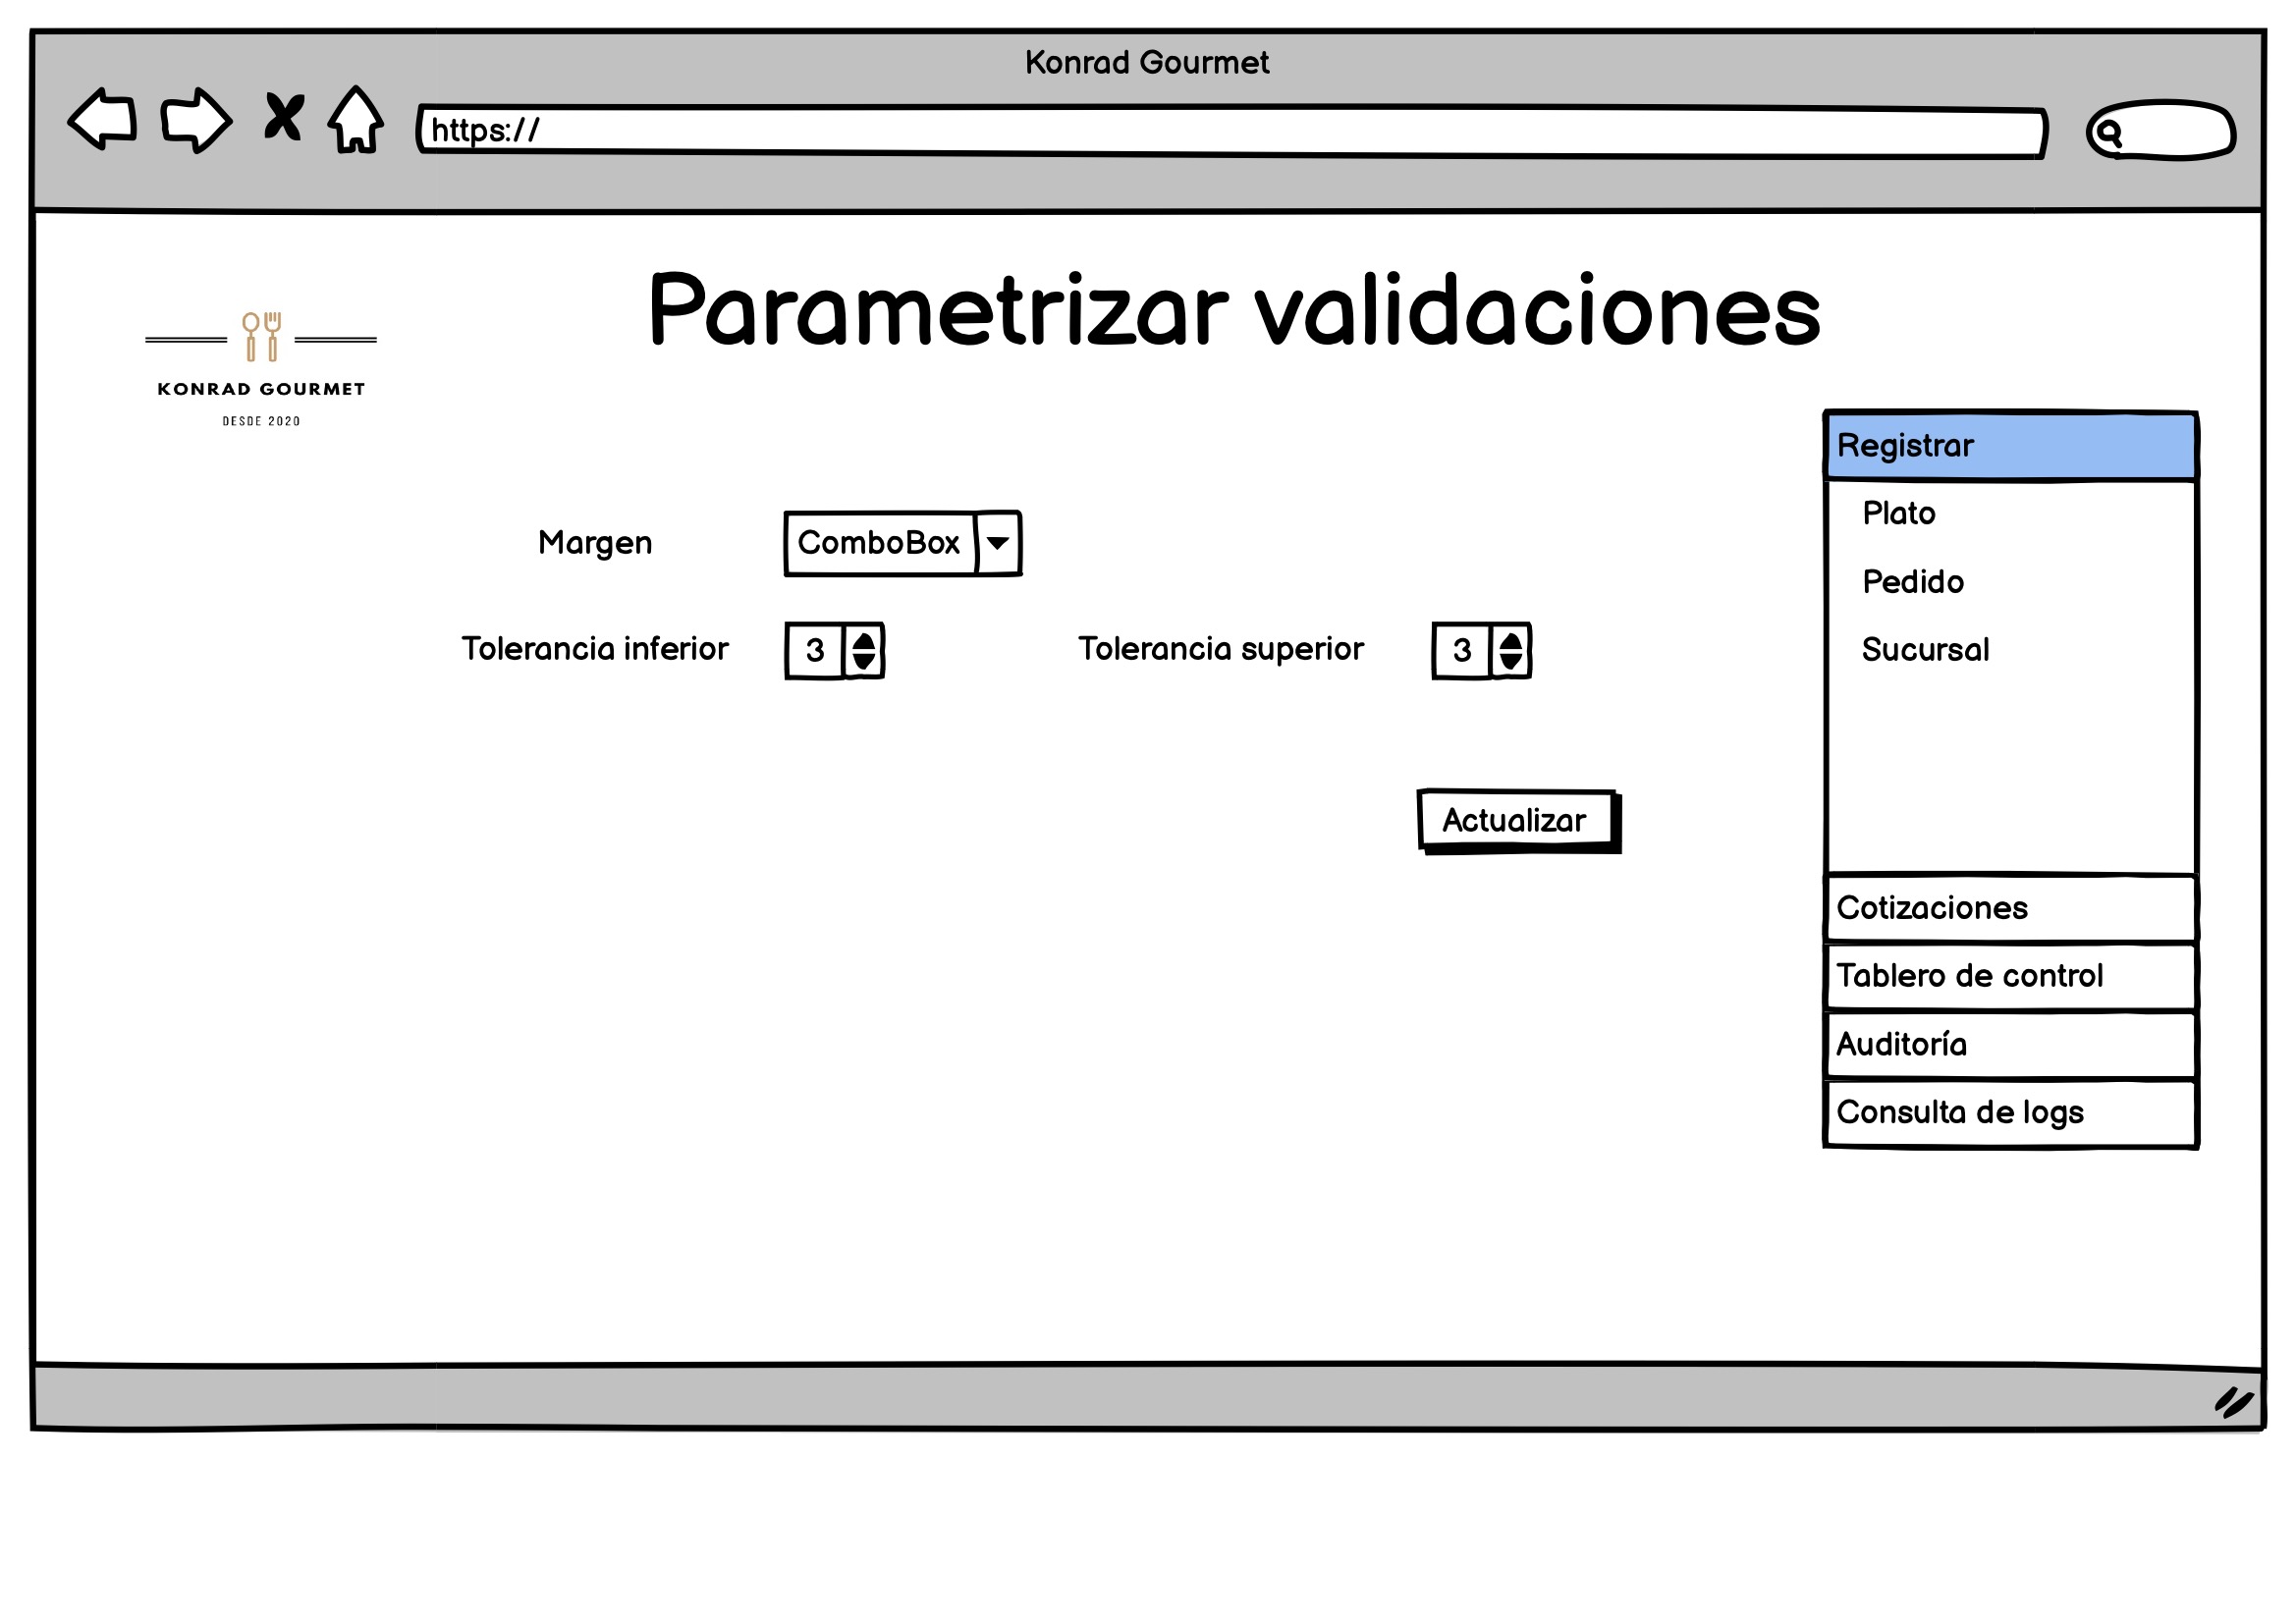 Konrad Gourmet
https://
Parametrizar validaciones
KONRAD GOURMET
DESDE 2020
Registrar
Plato
Pedido
Sucursal
Margen
ComboBox
Tolerancia inferior
3
Tolerancia superior
3
Actualizar
Cotizaciones
Tablero de control
Auditoría
Consulta de logs